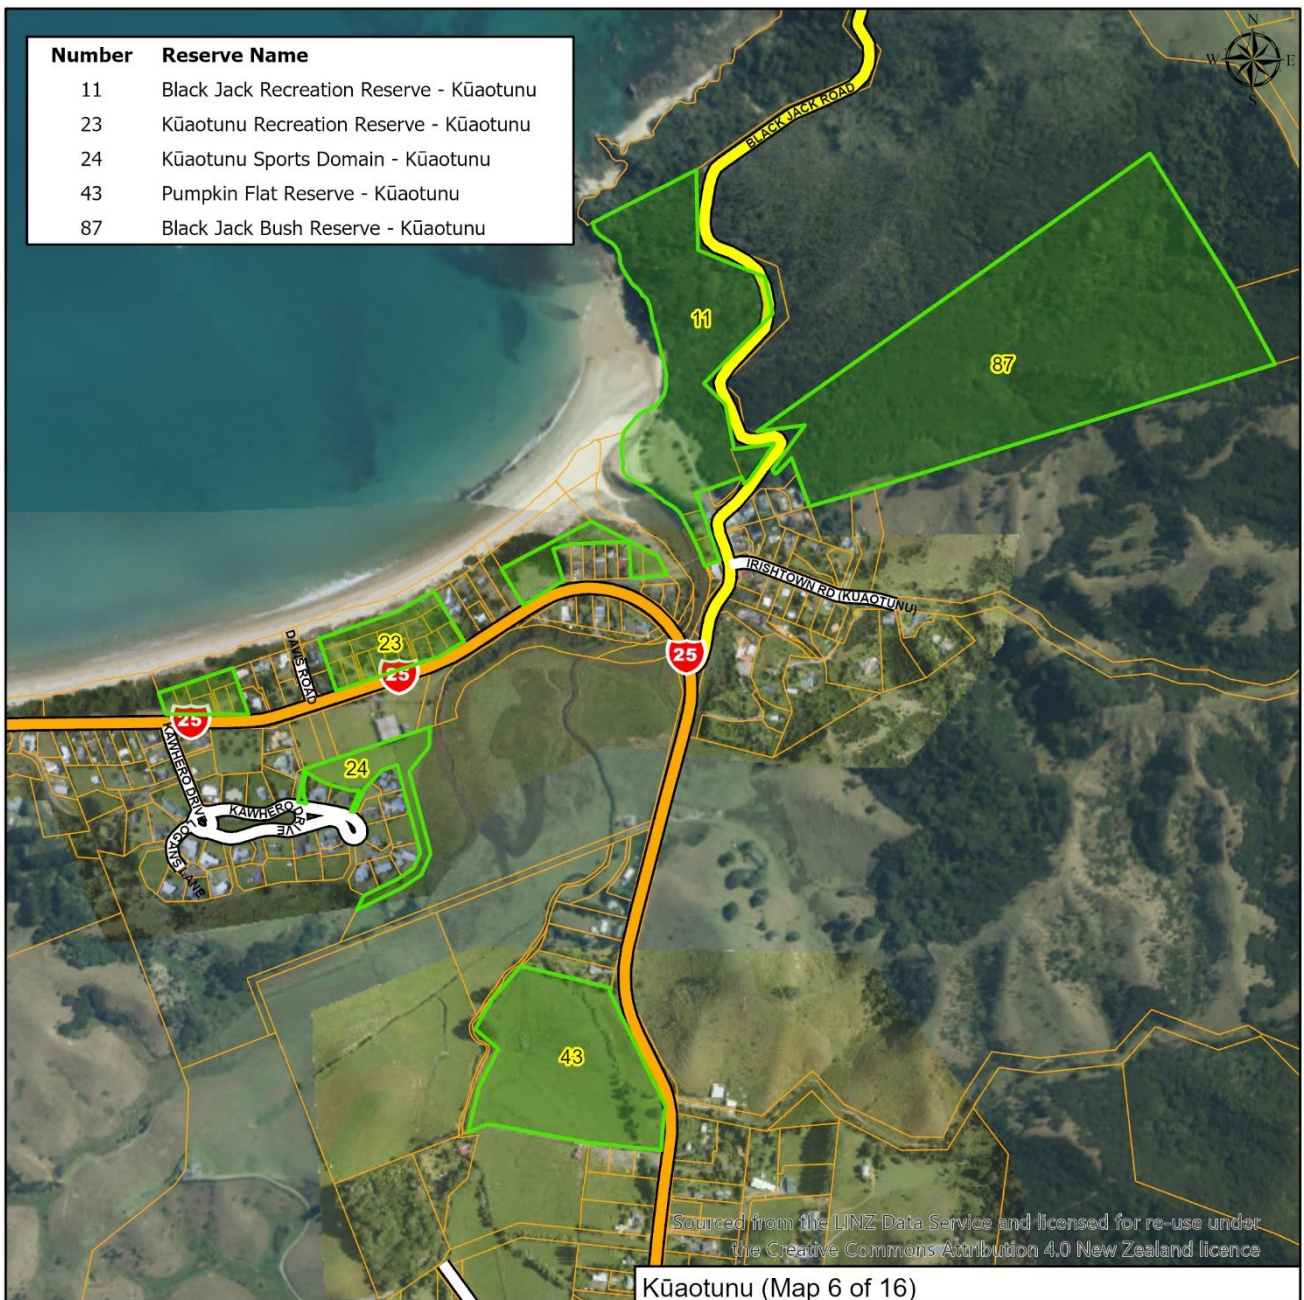 Number Reserve Name
11 Black Jack Recreation Reserve - Kūaotunu
23 Kūaotunu Recreation Reserve - Kūaotunu
24 Kūaotunu Sports Domain - Kūaotunu
43 Pumpkin Flat Reserve - Kūaotunu
87 Black Jack Bush Reserve - Kūaotunu
N
W E
S
BLACK JACK ROAD
11
87
IRISHTOWN RD (KUAOTUNU)
23
DAVIS ROAD
25
25
25
KAWHERO DRIVE
24
KAWHERO DRIVE
LOGANS LANE
43
Sourced from the LINZ Data Service and licensed for re-use under
the Creative Commons Attribution 4.0 New Zealand licence
Kūaotunu (Map 6 of 16)